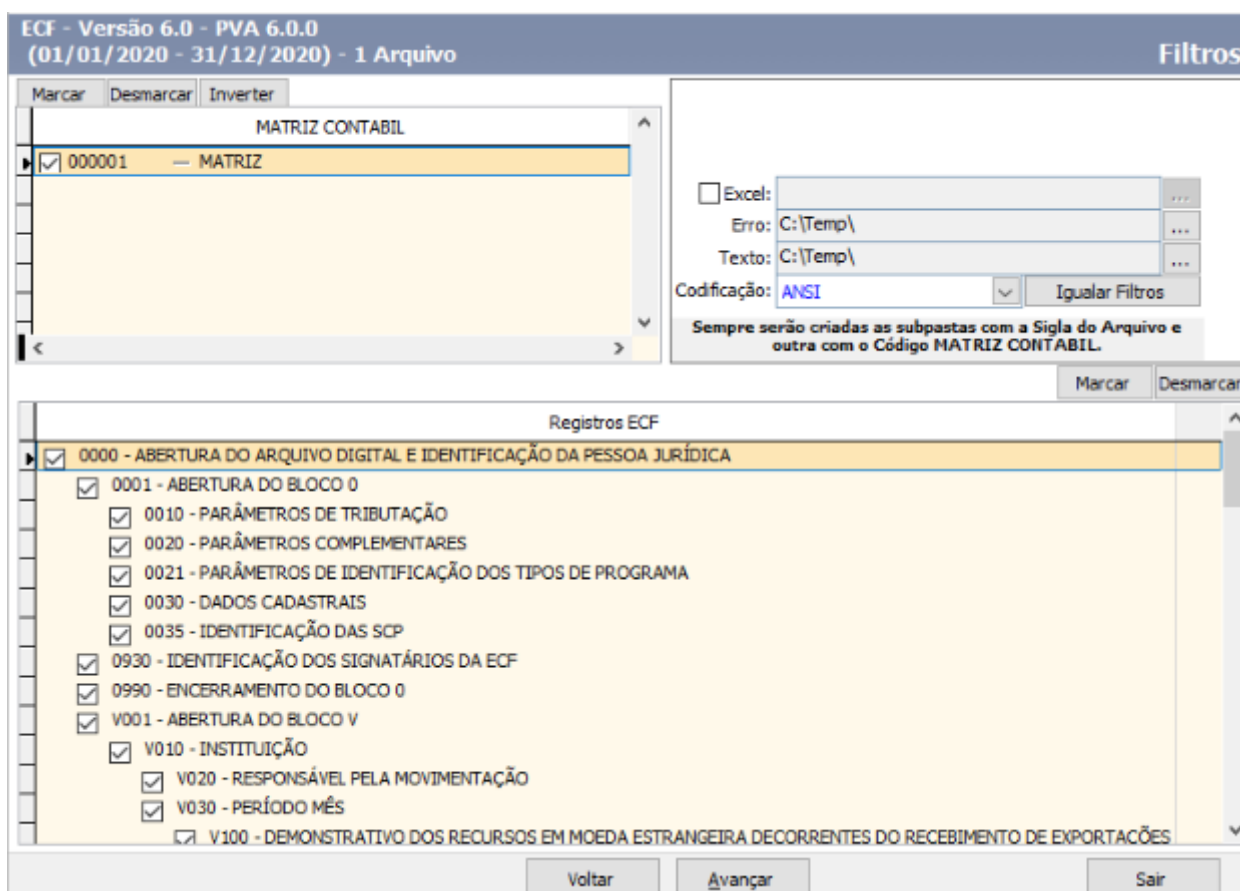 ECF - Versão 6.0 - PVA 6.0.0
(01/01/2020 - 31/12/2020) - 1 Arquivo
Filtros
Marcar Desmarcar Inverter
MATRIZ CONTABIL
000001 — MATRIZ
Excel: ...
Erro: C:\Temp\ ...
Texto: C:\Temp\ ...
Codificação: ANSI Igualar Filtros
Sempre serão criadas as subpastas com a Sigla do Arquivo e
outra com o Código MATRIZ CONTABIL.
Marcar Desmarcar
Registros ECF
0000 - ABERTURA DO ARQUIVO DIGITAL E IDENTIFICAÇÃO DA PESSOA JURÍDICA
0001 - ABERTURA DO BLOCO 0
0010 - PARÂMETROS DE TRIBUTAÇÃO
0020 - PARÂMETROS COMPLEMENTARES
0021 - PARÂMETROS DE IDENTIFICAÇÃO DOS TIPOS DE PROGRAMA
0030 - DADOS CADASTRAIS
0035 - IDENTIFICAÇÃO DAS SCP
0930 - IDENTIFICAÇÃO DOS SIGNATÁRIOS DA ECF
0990 - ENCERRAMENTO DO BLOCO 0
V001 - ABERTURA DO BLOCO V
V010 - INSTITUIÇÃO
V020 - RESPONSÁVEL PELA MOVIMENTAÇÃO
V030 - PERÍODO MÊS
V100 - DEMONSTRATIVO DOS RECURSOS EM MOEDA ESTRANGEIRA DECORRENTES DO RECEBIMENTO DE EXPORTAÇÕES
Voltar Avançar Sair